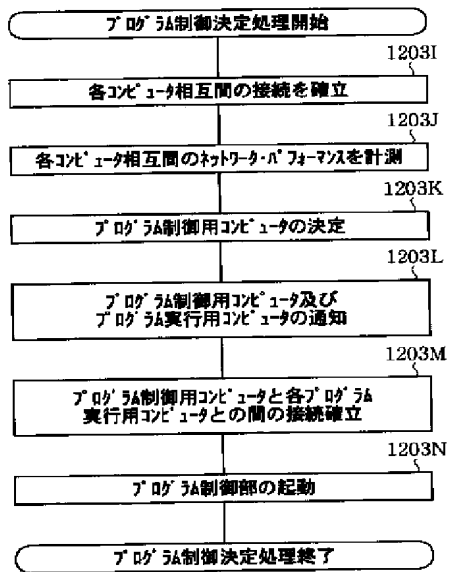 プログラム制御決定処理開始
1203I
各コンピュータ相互間の接続を確立
1203J
各コンピュータ相互間のネットワーク・パフォーマンスを計測
1203K
プログラム制御用コンピュータの決定
1203L
プログラム制御用コンピュータ及び
プログラム実行用コンピュータの通知
1203M
プログラム制御用コンピュータと各プログラム
実行用コンピュータとの間の接続確立
1203N
プログラム制御部の起動
プログラム制御決定処理終了